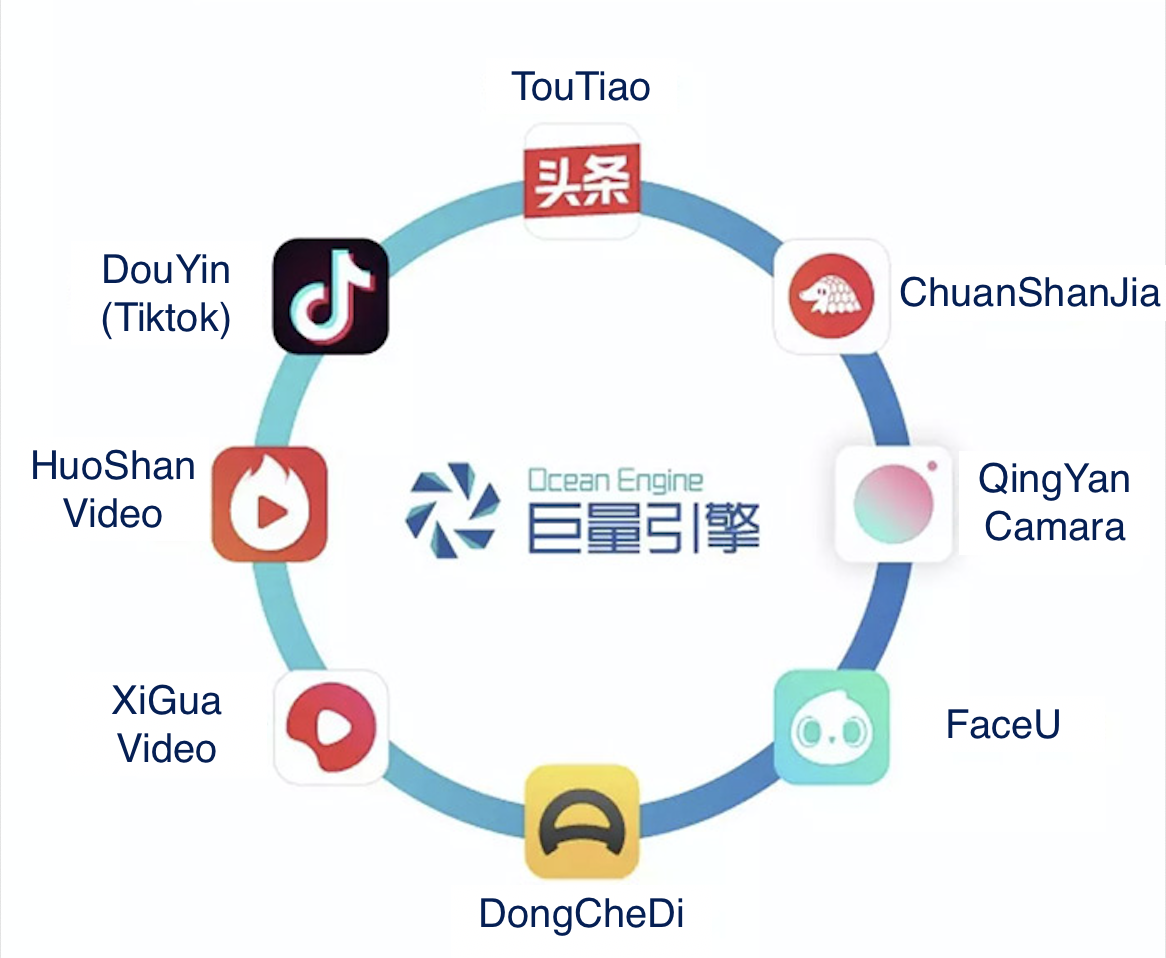 TouTiao
头条
DouYin
(Tiktok)
ChuanShanJia
HuoShan
Video
Ocean Engine
巨量引擎
QingYan
Camara
XiGua
Video
FaceU
DongCheDi